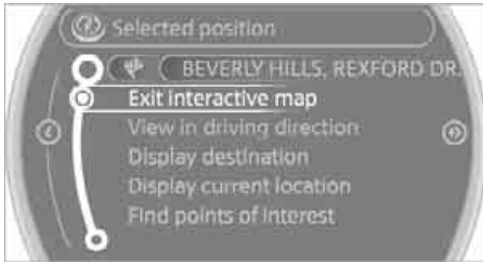 Selected position
BEVERLY HILLS, REXFORD DR.
Exit interactive map
View in driving direction
Display destination
Display current location
Find points of interest